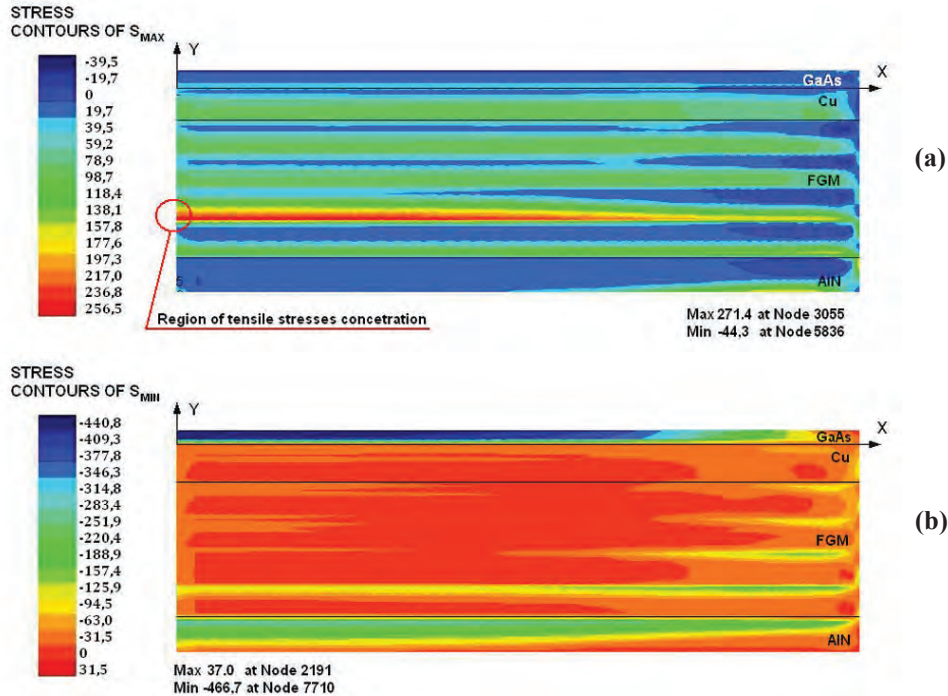 STRESS
CONTOURS OF SMAX
-39,5
-19,7
0
19,7
39,5
59,2
78,9
98,7
118,4
138,1
157,8
177,6
197,3
217,0
236,8
256,5
Y
X
GaAs
Cu
FGM
AlN
(a)
Region of tensile stresses concetration
Max 271.4 at Node 3055
Min -44,3 at Node 5836
STRESS
CONTOURS OF SMIN
-440,8
-409,3
-377,8
-346,3
-314,8
-283,4
-251,9
-220,4
-188,9
-157,4
-125,9
-94,5
-63,0
-31,5
0
31,5
Y
X
GaAs
Cu
FGM
AlN
(b)
Max 37.0 at Node 2191
Min -466,7 at Node 7710